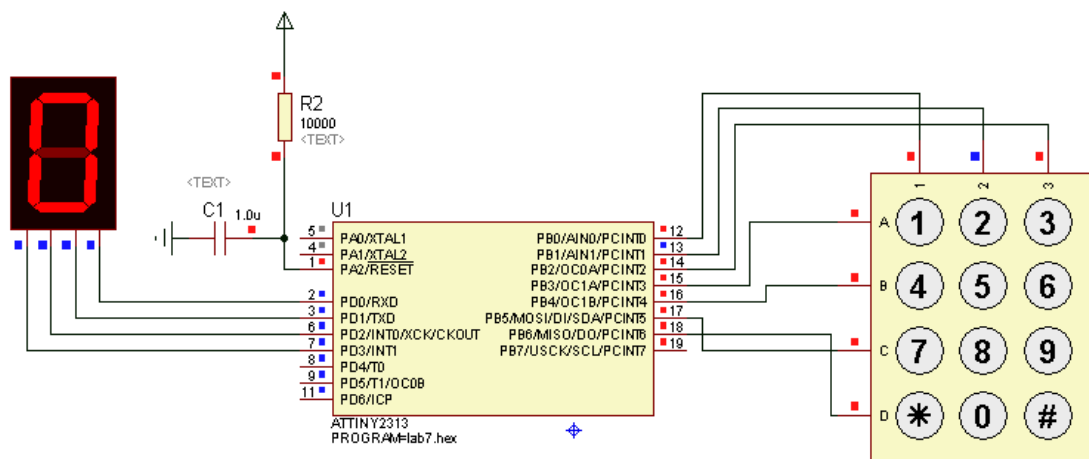 R2
10000
<TEXT>
<TEXT>
C1
1.0u
U1
5 PA0/XTAL1
4 PA1/XTAL2
1 PA2/RESET
2 PD0/RXD
3 PD1/TXD
6 PD2/INT0/XCK/CKOUT
7 PD3/INT1
8 PD4/T0
9 PD5/T1/OC0B
11 PD6/ICP
PB0/AIN0/PCINT0 12
PB1/AIN1/PCINT1 13
PB2/OC0A/PCINT2 14
PB3/OC1A/PCINT3 15
PB4/OC1B/PCINT4 16
PB5/MOSI/DI/SDA/PCINT5 17
PB6/MISO/DO/PCINT6 18
PB7/USCK/SCL/PCINT7 19
ATTINY2313
PROGRAM=lab7.hex
0
1 2 3
A 1 2 3
B 4 5 6
C 7 8 9
D * 0 #